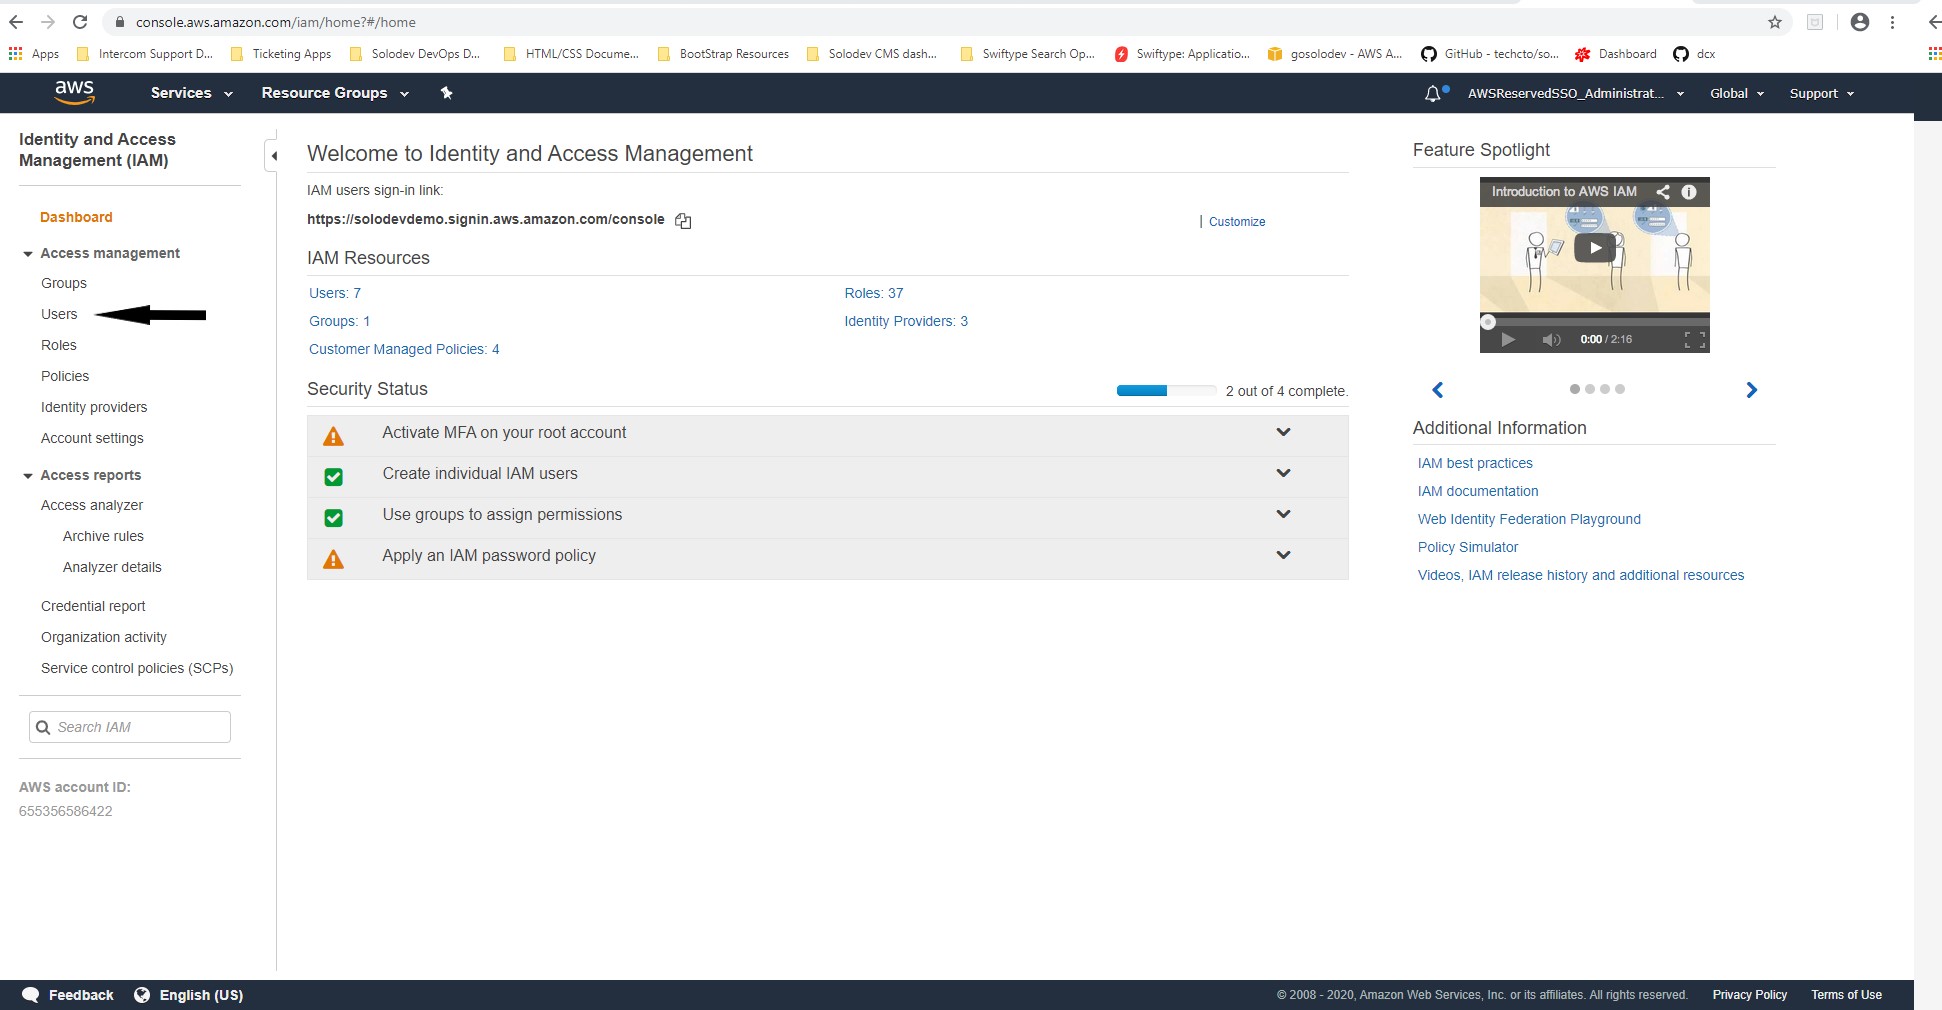 console.aws.amazon.com/iam/home?#/home
Apps Intercom Support D... Ticketing Apps Solodev DevOps D... HTML/CSS Docume... BootStrap Resources Solodev CMS dash... Swiftype Search Op... Swiftype: Applicatio... gosolodev - AWS A... GitHub - techcto/so... Dashboard dcx
aws Services Resource Groups AWSReservedSSO_Administrat... Global Support
Identity and Access
Management (IAM)
Dashboard
Access management
Groups
Users
Roles
Policies
Identity providers
Account settings
Access reports
Access analyzer
Archive rules
Analyzer details
Credential report
Organization activity
Service control policies (SCPs)
Search IAM
AWS account ID:
655356586422
Welcome to Identity and Access Management
IAM users sign-in link:
https://solodevdemo.signin.aws.amazon.com/console | Customize
IAM Resources
Users: 7 Roles: 37
Groups: 1 Identity Providers: 3
Customer Managed Policies: 4
Security Status 2 out of 4 complete.
Activate MFA on your root account
Create individual IAM users
Use groups to assign permissions
Apply an IAM password policy
Feature Spotlight
Introduction to AWS IAM
0:00 / 2:16
Additional Information
IAM best practices
IAM documentation
Web Identity Federation Playground
Policy Simulator
Videos, IAM release history and additional resources
Feedback English (US) © 2008 - 2020, Amazon Web Services, Inc. or its affiliates. All rights reserved. Privacy Policy Terms of Use